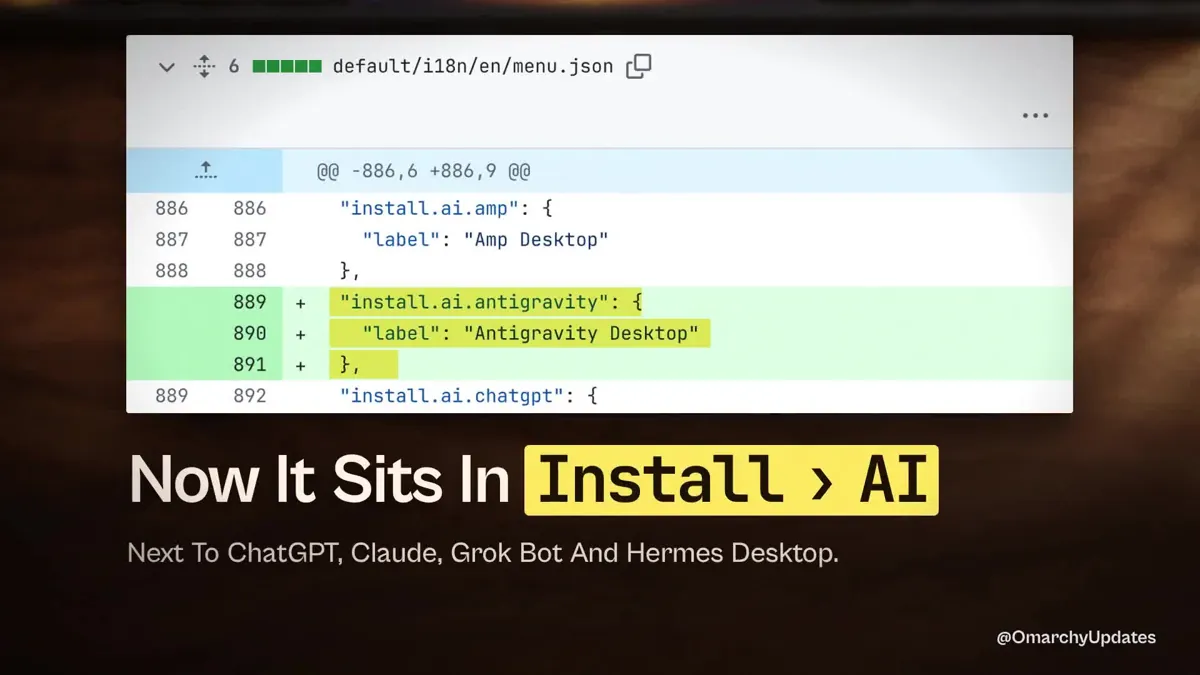 6 default/i18n/en/menu.json
@@ -886,6 +886,9 @@
886 886 "install.ai.amp": {
887 887 "label": "Amp Desktop"
888 888 },
889 + "install.ai.antigravity": {
890 + "label": "Antigravity Desktop"
891 + },
889 892 "install.ai.chatgpt": {
Now It Sits In Install › AI
Next To ChatGPT, Claude, Grok Bot And Hermes Desktop.
@OmarchyUpdates